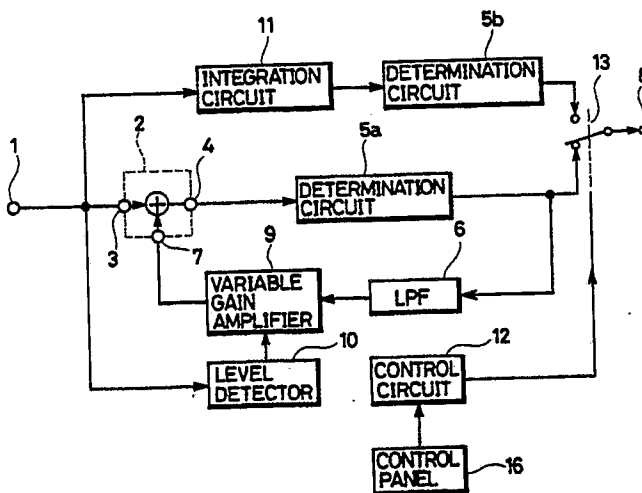 11
5b
INTEGRATION
CIRCUIT
DETERMINATION
CIRCUIT
13
8
2
4
5a
1
DETERMINATION
CIRCUIT
3
7
9
6
VARIABLE
GAIN
AMPLIFIER
LPF
10
12
LEVEL
DETECTOR
CONTROL
CIRCUIT
CONTROL
PANEL
16